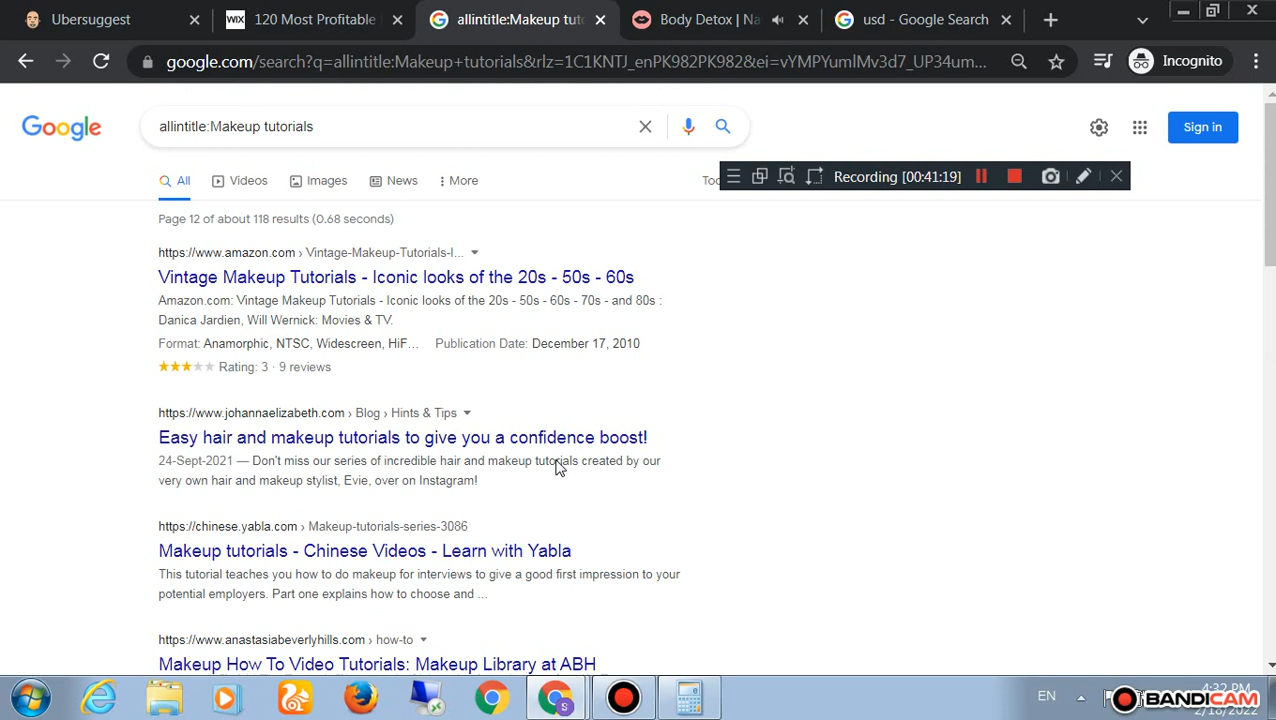 Ubersuggest
120 Most Profitable
allintitle:Makeup tut
Body Detox | Na
usd - Google Search
google.com/search?q=allintitle:Makeup+tutorials&rlz=1C1KNTJ_enPK982PK982&ei=vYMPYumIMv3d7_UP34um...
Incognito
Google
allintitle:Makeup tutorials
Sign in
All
Videos
Images
News
More
Too
Recording [00:41:19]
Page 12 of about 118 results (0.68 seconds)
https://www.amazon.com › Vintage-Makeup-Tutorials-I...
Vintage Makeup Tutorials - Iconic looks of the 20s - 50s - 60s
Amazon.com: Vintage Makeup Tutorials - Iconic looks of the 20s - 50s - 60s - 70s - and 80s :
Danica Jardien, Will Wernick: Movies & TV.
Format: Anamorphic, NTSC, Widescreen, HiF... Publication Date: December 17, 2010
Rating: 3 · 9 reviews
https://www.johannaelizabeth.com › Blog › Hints & Tips
Easy hair and makeup tutorials to give you a confidence boost!
24-Sept-2021 — Don't miss our series of incredible hair and makeup tutorials created by our
very own hair and makeup stylist, Evie, over on Instagram!
https://chinese.yabla.com › Makeup-tutorials-series-3086
Makeup tutorials - Chinese Videos - Learn with Yabla
This tutorial teaches you how to do makeup for interviews to give a good first impression to your
potential employers. Part one explains how to choose and ...
https://www.anastasiabeverlyhills.com › how-to
Makeup How To Video Tutorials: Makeup Library at ABH
EN
4:32 PM
BANDICAM
2/18/2022